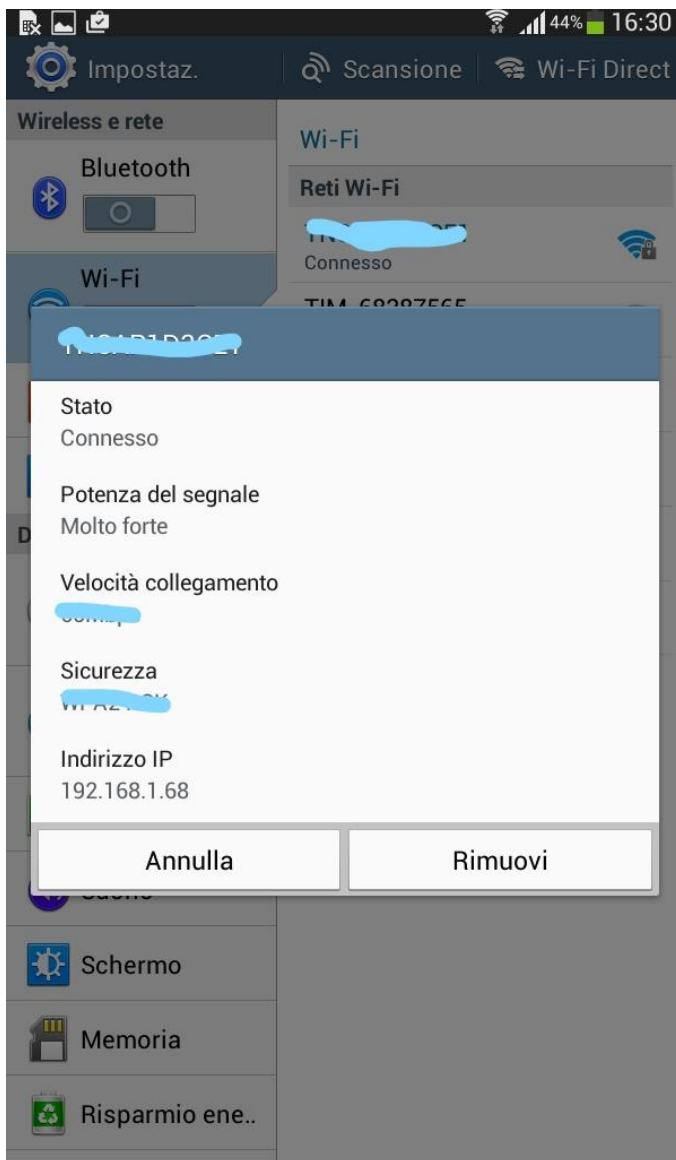 44% 16:30
Impostaz. Scansione Wi-Fi Direct
Wireless e rete
Bluetooth
Wi-Fi
Wi-Fi
Reti Wi-Fi
Connesso
Stato
Connesso
Potenza del segnale
Molto forte
Velocità collegamento
Sicurezza
Indirizzo IP
192.168.1.68
Annulla
Rimuovi
Schermo
Memoria
Risparmio ene..